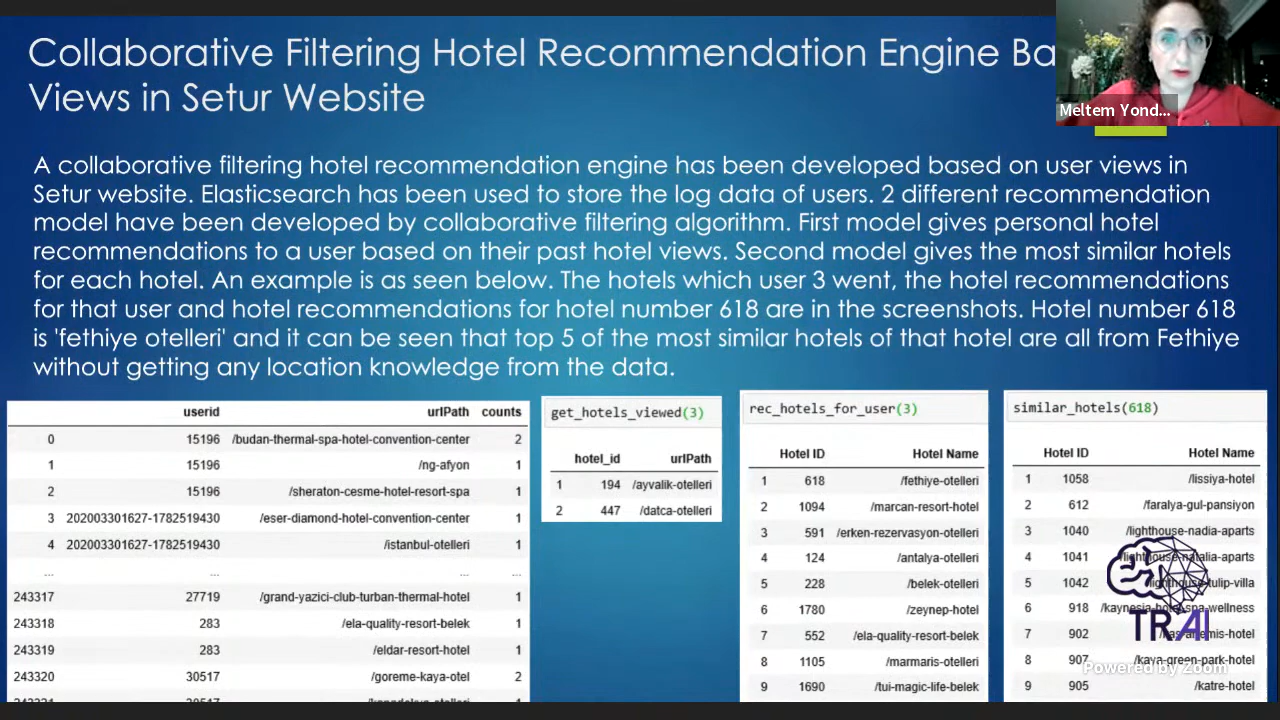 Collaborative Filtering Hotel Recommendation Engine Ba
Views in Setur Website
Meltem Yond...
A collaborative filtering hotel recommendation engine has been developed based on user views in
Setur website. Elasticsearch has been used to store the log data of users. 2 different recommendation
model have been developed by collaborative filtering algorithm. First model gives personal hotel
recommendations to a user based on their past hotel views. Second model gives the most similar hotels
for each hotel. An example is as seen below. The hotels which user 3 went, the hotel recommendations
for that user and hotel recommendations for hotel number 618 are in the screenshots. Hotel number 618
is 'fethiye otelleri' and it can be seen that top 5 of the most similar hotels of that hotel are all from Fethiye
without getting any location knowledge from the data.
userid urlPath counts
0 15196 /budan-thermal-spa-hotel-convention-center 2
1 15196 /ng-afyon 1
2 15196 /sheraton-cesme-hotel-resort-spa 1
3 202003301627-1782519430 /eser-diamond-hotel-convention-center 1
4 202003301627-1782519430 /istanbul-otelleri 1
... ... ... ...
243317 27719 /grand-yazici-club-turban-thermal-hotel 1
243318 283 /ela-quality-resort-belek 1
243319 283 /eldar-resort-hotel 1
243320 30517 /goreme-kaya-otel 2
get_hotels_viewed(3)
hotel_id urlPath
1 194 /ayvalik-otelleri
2 447 /datca-otelleri
rec_hotels_for_user(3)
Hotel ID Hotel Name
1 618 /fethiye-otelleri
2 1094 /marcan-resort-hotel
3 591 /erken-rezervasyon-otelleri
4 124 /antalya-otelleri
5 228 /belek-otelleri
6 1780 /zeynep-hotel
7 552 /ela-quality-resort-belek
8 1105 /marmaris-otelleri
9 1690 /tui-magic-life-belek
similar_hotels(618)
Hotel ID Hotel Name
1 1058 /lissiya-hotel
2 612 /faralya-gul-pansiyon
3 1040 /lighthouse-nadia-aparts
4 1041 /lighthouse-natalia-aparts
5 1042 /lighthouse-tulip-villa
6 918 /kaynesia-hotel-spa-wellness
7 902
8 907 /kaya-green-park-hotel
9 905 /katre-hotel
TRAI
Powered by Zoom